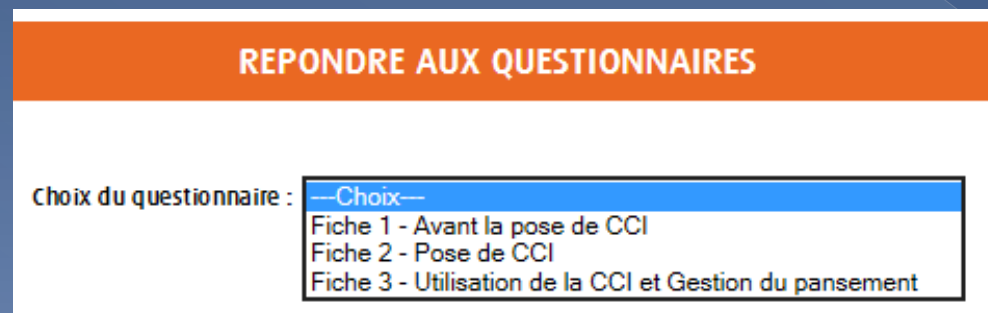 REPONDRE AUX QUESTIONNAIRES
Choix du questionnaire : ---Choix---
Fiche 1 - Avant la pose de CCI
Fiche 2 - Pose de CCI
Fiche 3 - Utilisation de la CCI et Gestion du pansement